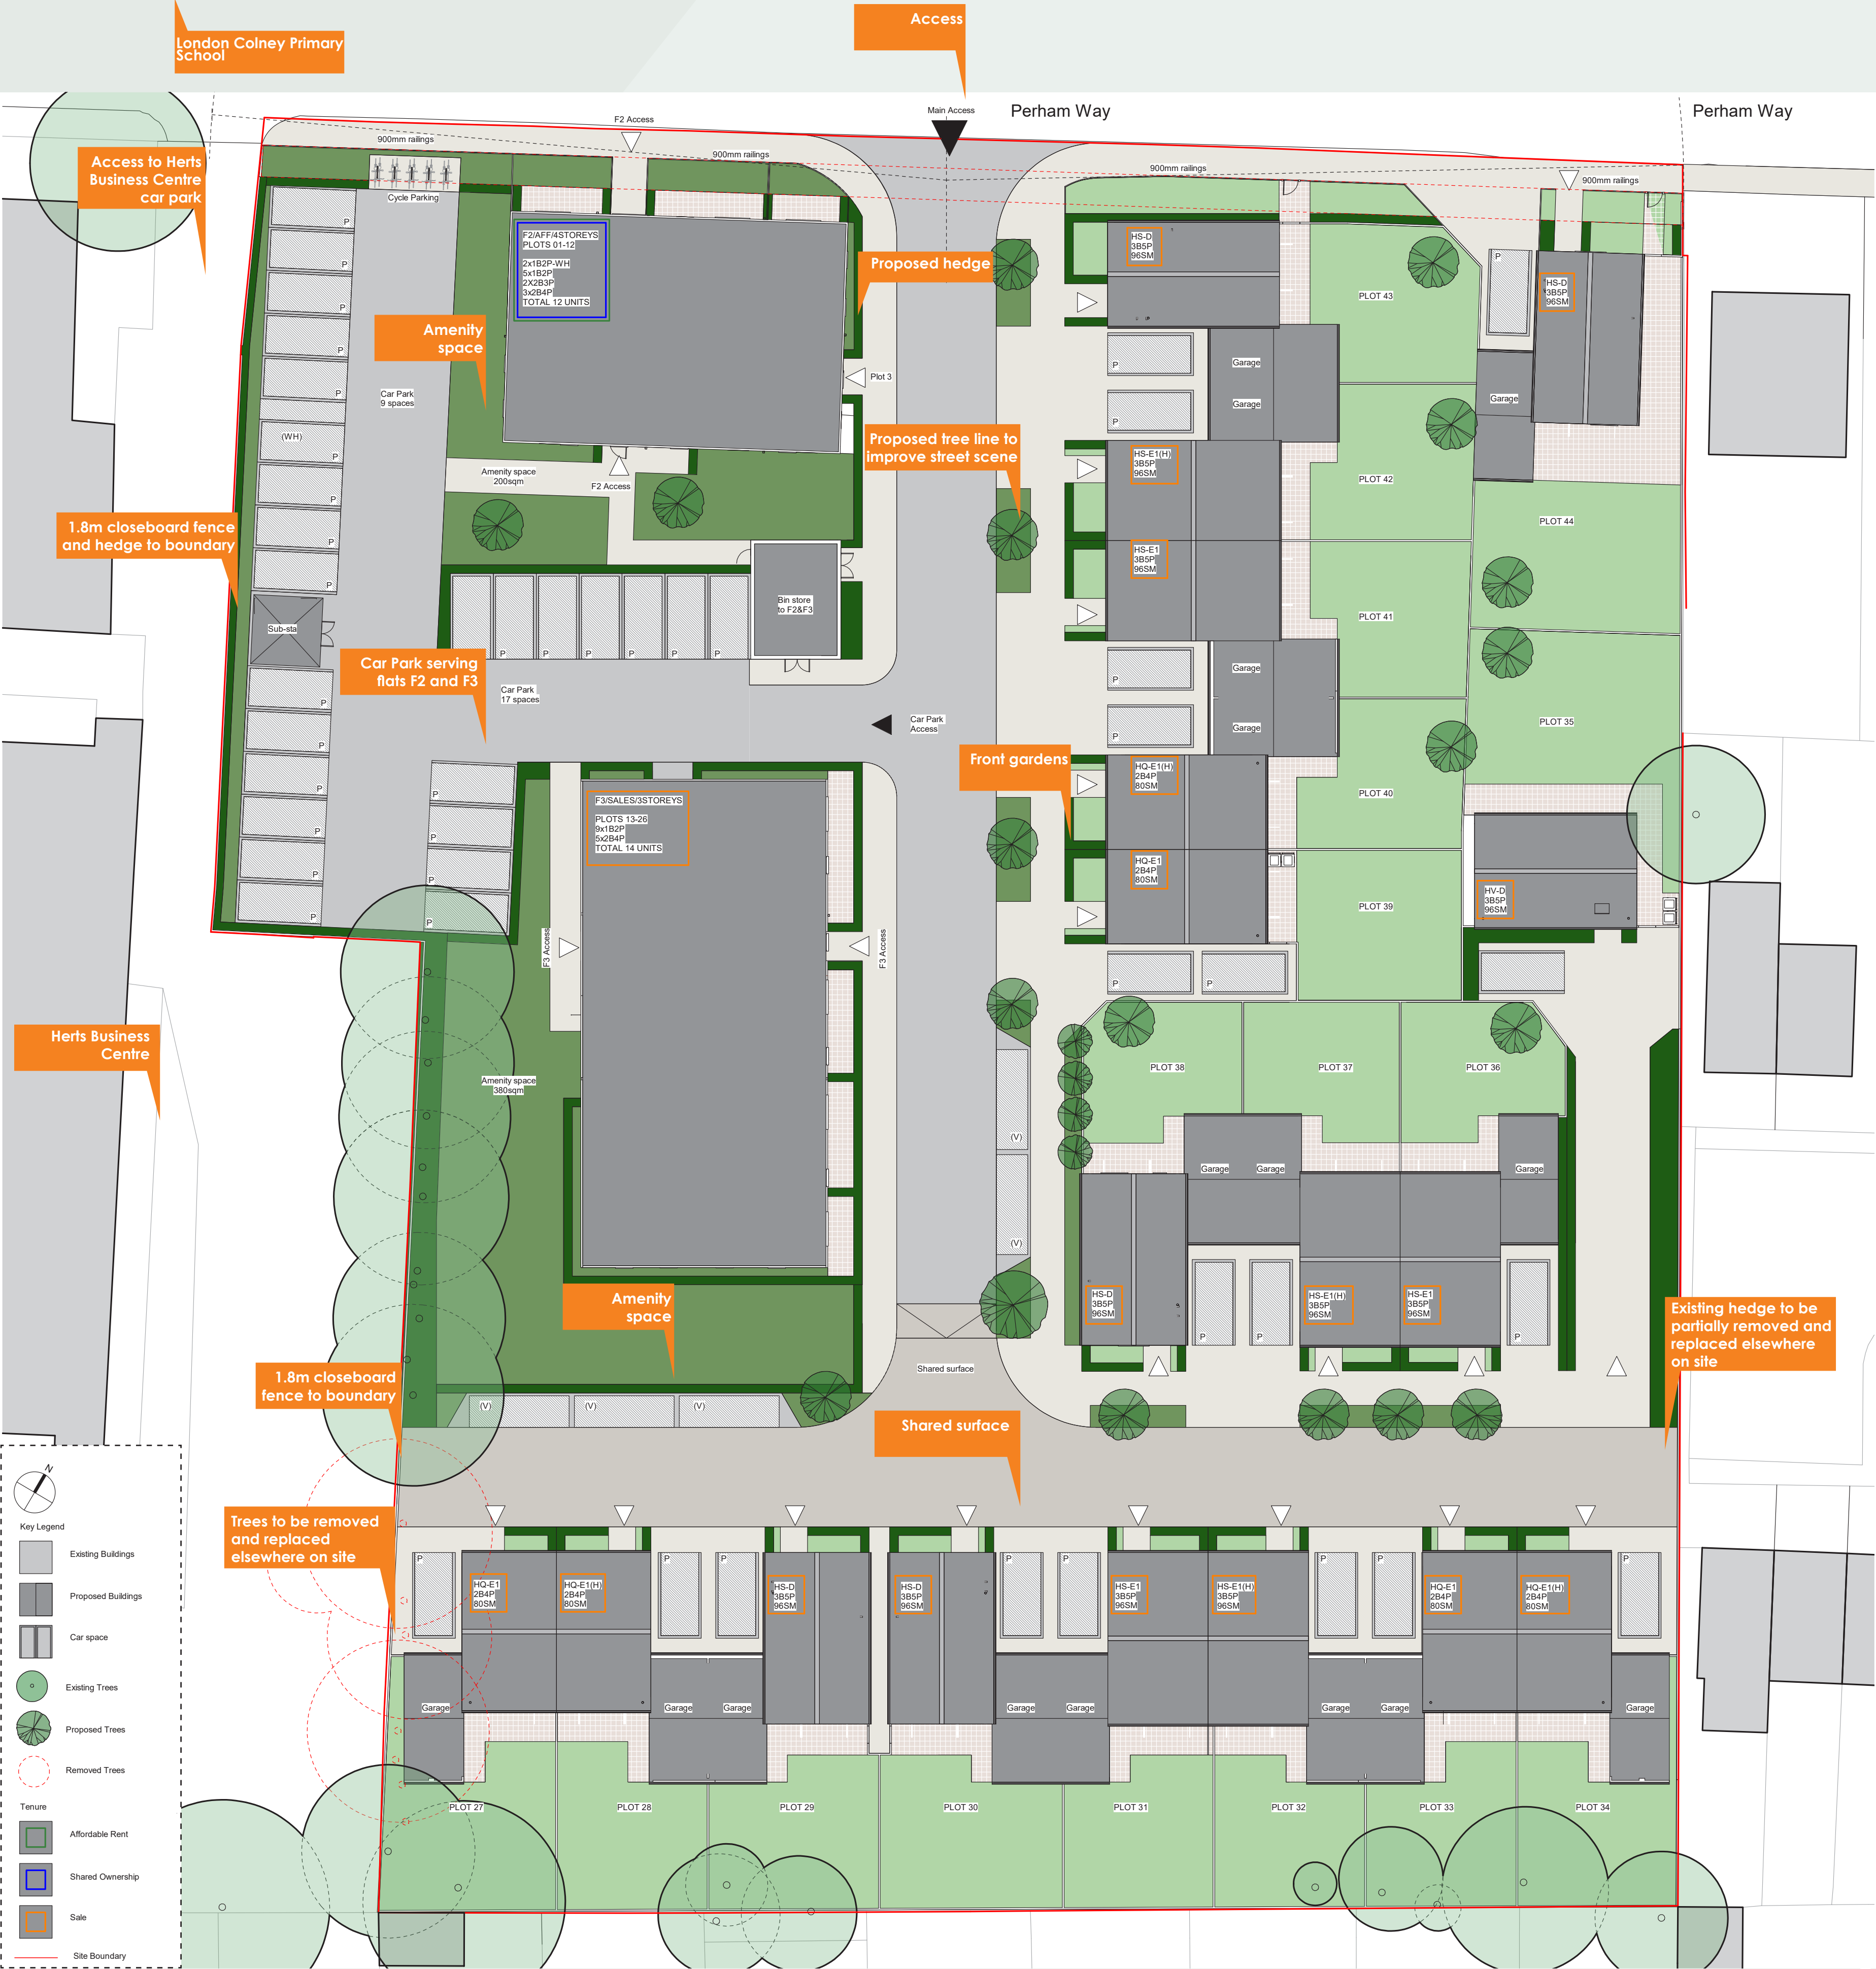 London Colney Primary
School
Access
Perham Way
Perham Way
Main Access
F2 Access
900mm railings
900mm railings
900mm railings
900mm railings
Access to Herts
Business Centre
car park
Cycle Parking
P
P
P
P
P
(WH)
P
P
P
P
F2/AFF/4STOREYS
PLOTS 01-12
2x1B2P-WH
5x1B2P
2X2B3P
3x2B4P
TOTAL 12 UNITS
Proposed hedge
Amenity
space
Car Park
9 spaces
Plot 3
Proposed tree line to
improve street scene
Amenity space
200sqm
F2 Access
1.8m closeboard fence
and hedge to boundary
Sub-sta
Bin store
to F2&F3
P
P
P
P
P
P
Car Park serving
flats F2 and F3
Car Park
17 spaces
Car Park
Access
P
P
P
P
P
P
P
P
P
P
HS-D
3B5P
96SM
PLOT 43
P
HS-D
3B5P
96SM
P
P
Garage
Garage
Garage
HS-E1(H)
3B5P
96SM
PLOT 42
PLOT 44
HS-E1
3B5P
96SM
PLOT 41
P
P
Garage
Garage
PLOT 35
Front gardens
HQ-E1(H)
2B4P
80SM
PLOT 40
HQ-E1
2B4P
80SM
PLOT 39
HV-D
3B5P
96SM
P
P
F3/SALES/3STOREYS
PLOTS 13-26
9x1B2P
5x2B4P
TOTAL 14 UNITS
F3 Access
F3 Access
Herts Business
Centre
Amenity space
380sqm
(V)
(V)
PLOT 38
PLOT 37
PLOT 36
Garage
Garage
Garage
HS-D
3B5P
96SM
P
P
HS-E1(H)
3B5P
96SM
HS-E1
3B5P
96SM
P
Amenity
space
Existing hedge to be
partially removed and
replaced elsewhere
on site
1.8m closeboard
fence to boundary
Shared surface
(V)
(V)
(V)
Shared surface
Trees to be removed
and replaced
elsewhere on site
P
HQ-E1
2B4P
80SM
HQ-E1(H)
2B4P
80SM
P
P
HS-D
3B5P
96SM
HS-D
3B5P
96SM
P
P
HS-E1
3B5P
96SM
HS-E1(H)
3B5P
96SM
P
P
HQ-E1
2B4P
80SM
HQ-E1(H)
2B4P
80SM
P
Garage
Garage
Garage
Garage
Garage
Garage
Garage
Garage
PLOT 27
PLOT 28
PLOT 29
PLOT 30
PLOT 31
PLOT 32
PLOT 33
PLOT 34
N
Key Legend
Existing Buildings
Proposed Buildings
Car space
Existing Trees
Proposed Trees
Removed Trees
Tenure
Affordable Rent
Shared Ownership
Sale
Site Boundary